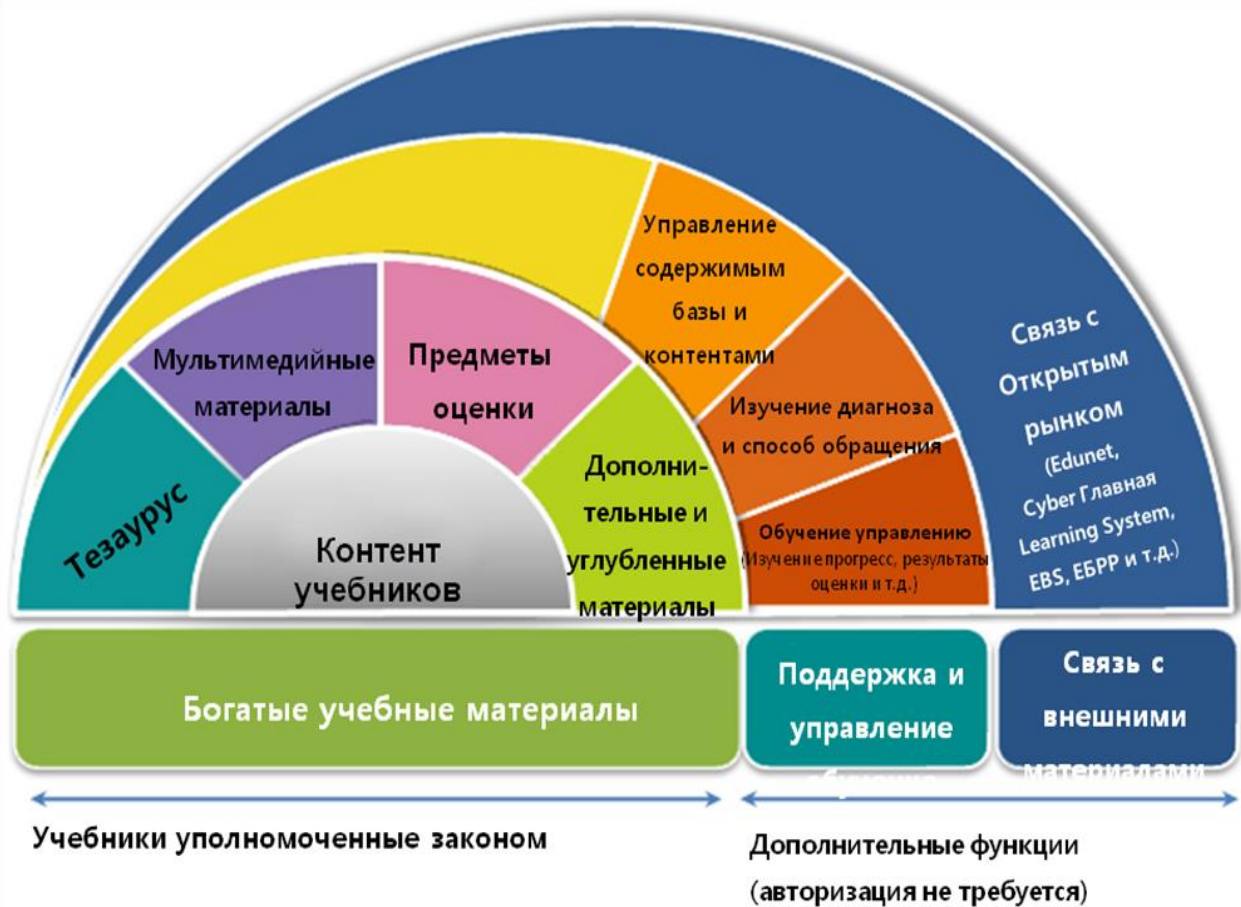 Управление
содержимым
базы и
контентами
Мультимедийные
материалы
Предметы
оценки
Изучение диагноза
и способ обращения
Связь с
Открытым
рынком
(Edunet,
Cyber Главная
Learning System,
EBS, ЕБРР и т.д.)
Тезаурус
Контент
учебников
Дополни-
тельные и
углубленные
материалы
Обучение управлению
(Изучение прогресс, результаты
оценки и т.д.)
Богатые учебные материалы
Поддержка и
управление
Связь с
внешними
материалами
Учебники уполномоченные законом
Дополнительные функции
(авторизация не требуется)